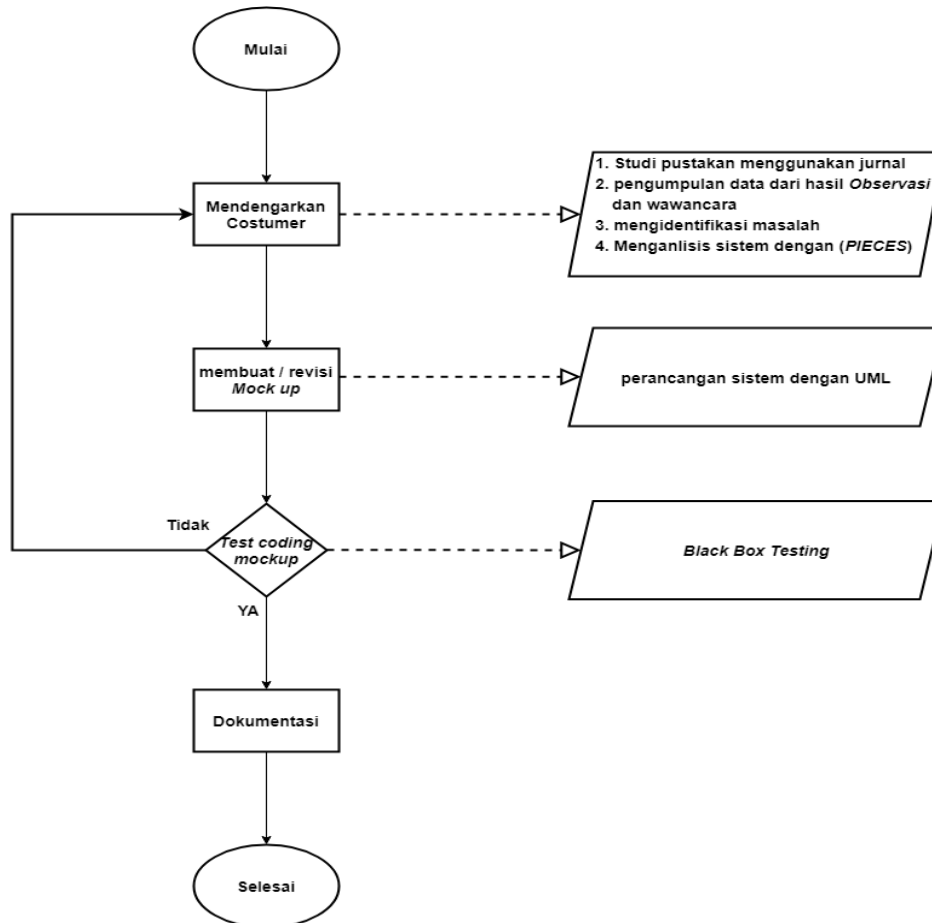 Mulai
Mendengarkan
Costumer
1. Studi pustakan menggunakan jurnal
2. pengumpulan data dari hasil Observasi
dan wawancara
3. mengidentifikasi masalah
4. Menganlisis sistem dengan (PIECES)
membuat / revisi
Mock up
perancangan sistem dengan UML
Tidak
Test coding
mockup
Black Box Testing
YA
Dokumentasi
Selesai